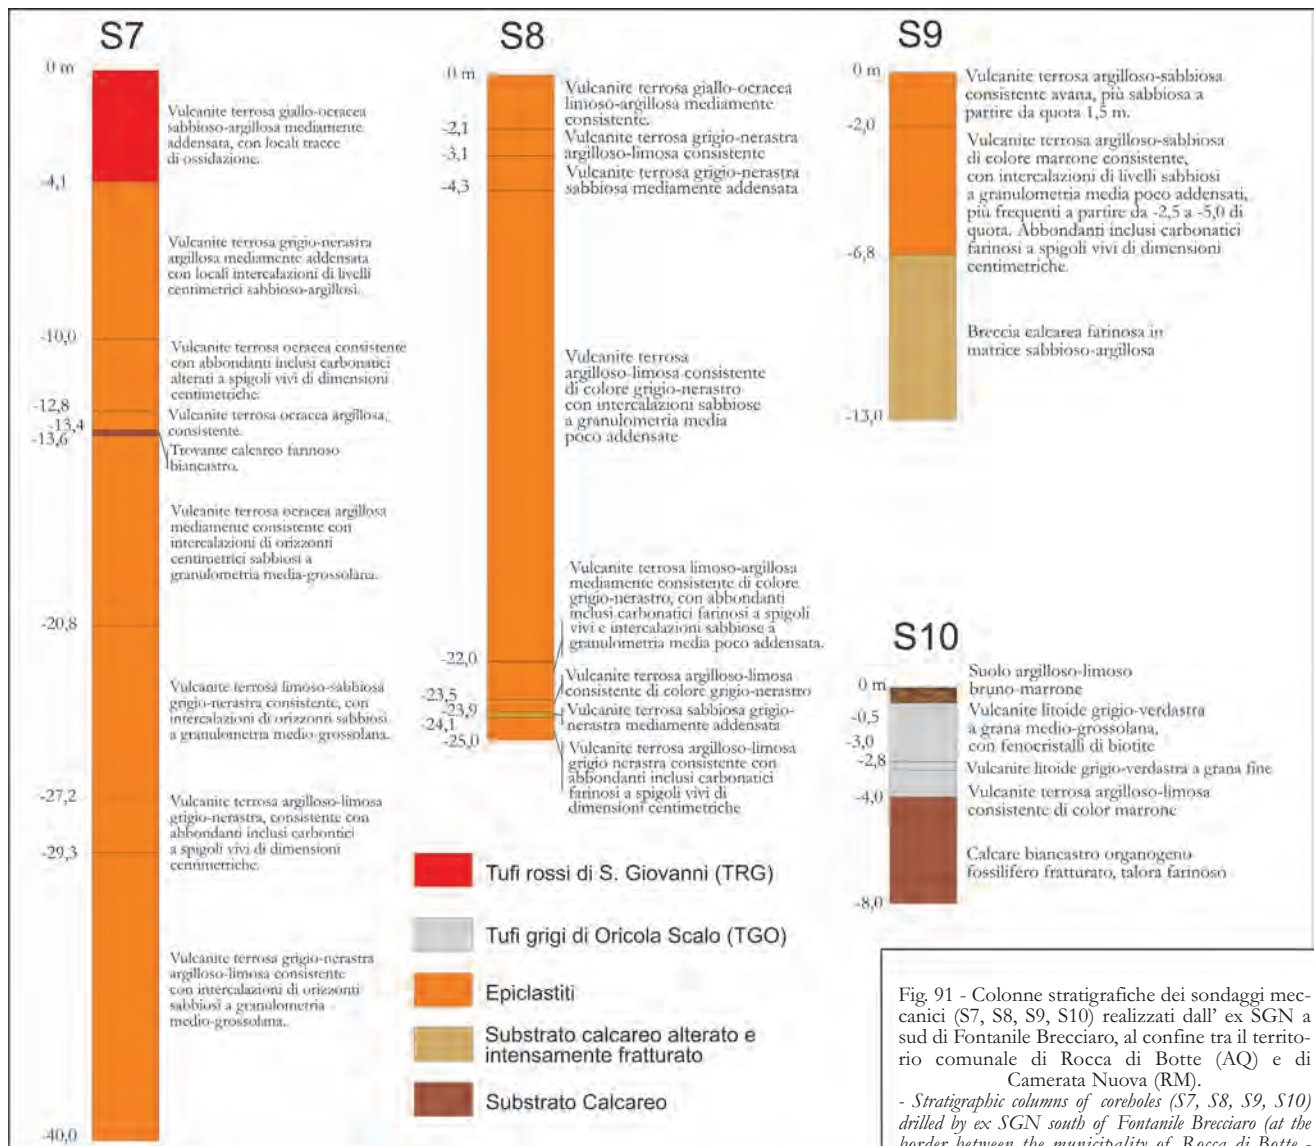 S7
0 m
Vulcanite terrosa giallo-ocracea
sabbioso-argillosa mediamente
addensata, con locali tracce
di ossidazione.
-4,1
Vulcanite terrosa grigio-nerastra
argillosa mediamente addensata
con locali intercalazioni di livelli
centimetrici sabbioso-argillosi.
-10,0
Vulcanite terrosa ocracea consistente
con abbondanti inclusi carbonatici
alterati a spigoli vivi di dimensioni
centimetriche.
-12,8
Vulcanite terrosa ocracea argillosa,
consistente.
-13,4
-13,6
Trovante calcareo farinoso
biancastro.
Vulcanite terrosa ocracea argillosa
mediamente consistente con
intercalazioni di orizzonti
centimetrici sabbiosi a
granulometria media-grossolana.
-20,8
Vulcanite terrosa limoso-sabbiosa
grigio-nerastra consistente, con
intercalazioni di orizzonti sabbiosi
a granulometria medio-grossolana.
-27,2
Vulcanite terrosa argilloso-limosa
grigio-nerastra, consistente con
abbondanti inclusi carbontici
a spigoli vivi di dimensioni
centimetriche.
-29,3
Vulcanite terrosa grigio-nerastra
argilloso-limosa consistente
con intercalazioni di orizzonti
sabbiosi a granulometria
medio-grossolana.
-40,0
S8
0 m
Vulcanite terrosa giallo-ocracea
limoso-argillosa mediamente
consistente.
-2,1
Vulcanite terrosa grigio-nerastra
argilloso-limosa consistente
-3,1
Vulcanite terrosa grigio-nerastra
sabbiosa mediamente addensata
-4,3
Vulcanite terrosa
argilloso-limosa consistente
di colore grigio-nerastro
con intercalazioni sabbiose
a granulometria media
poco addensate
Vulcanite terrosa limoso-argillosa
mediamente consistente di colore
grigio-nerastro, con abbondanti
inclusi carbonatici farinosi a spigoli
vivi e intercalazioni sabbiose a
granulometria media poco addensata.
-22,0
Vulcanite terrosa argilloso-limosa
consistente di colore grigio-nerastro
-23,5
-23,9
Vulcanite terrosa sabbiosa grigio-
nerastra mediamente addensata
-24,1
-25,0
Vulcanite terrosa argilloso-limosa
grigio nerastra consistente con
abbondanti inclusi carbonatici
farinosi a spigoli vivi di
dimensioni centimetriche
S9
0 m
Vulcanite terrosa argilloso-sabbiosa
consistente avana, più sabbiosa a
partire da quota 1,5 m.
-2,0
Vulcanite terrosa argilloso-sabbiosa
di colore marrone consistente,
con intercalazioni di livelli sabbiosi
a granulometria media poco addensati,
più frequenti a partire da -2,5 a -5,0 di
quota. Abbondanti inclusi carbonatici
farinosi a spigoli vivi di dimensioni
centimetriche.
-6,8
Breccia calcarea farinosa in
matrice sabbioso-argillosa
-13,0
S10
0 m
Suolo argilloso-limoso
bruno-marrone
-0,5
Vulcanite litoide grigio-verdastra
a grana medio-grossolana,
con fenocristalli di biotite
-3,0
-2,8
Vulcanite litoide grigio-verdastra a grana fine
-4,0
Vulcanite terrosa argilloso-limosa
consistente di color marrone
Calcare biancastro organogeno
fossilifero fratturato, talora farinoso
-8,0
Tufi rossi di S. Giovanni (TRG)
Tufi grigi di Oricola Scalo (TGO)
Epiclastiti
Substrato calcareo alterato e
intensamente fratturato
Substrato Calcareo
Fig. 91 - Colonne stratigrafiche dei sondaggi mec-
canici (S7, S8, S9, S10) realizzati dall' ex SGN a
sud di Fontanile Brecciaro, al confine tra il territo-
rio comunale di Rocca di Botte (AQ) e di
Camerata Nuova (RM).
- Stratigraphic columns of coreholes (S7, S8, S9, S10)
drilled by ex SGN south of Fontanile Brecciaro (at the
border between the municipality of Rocca di Botte -